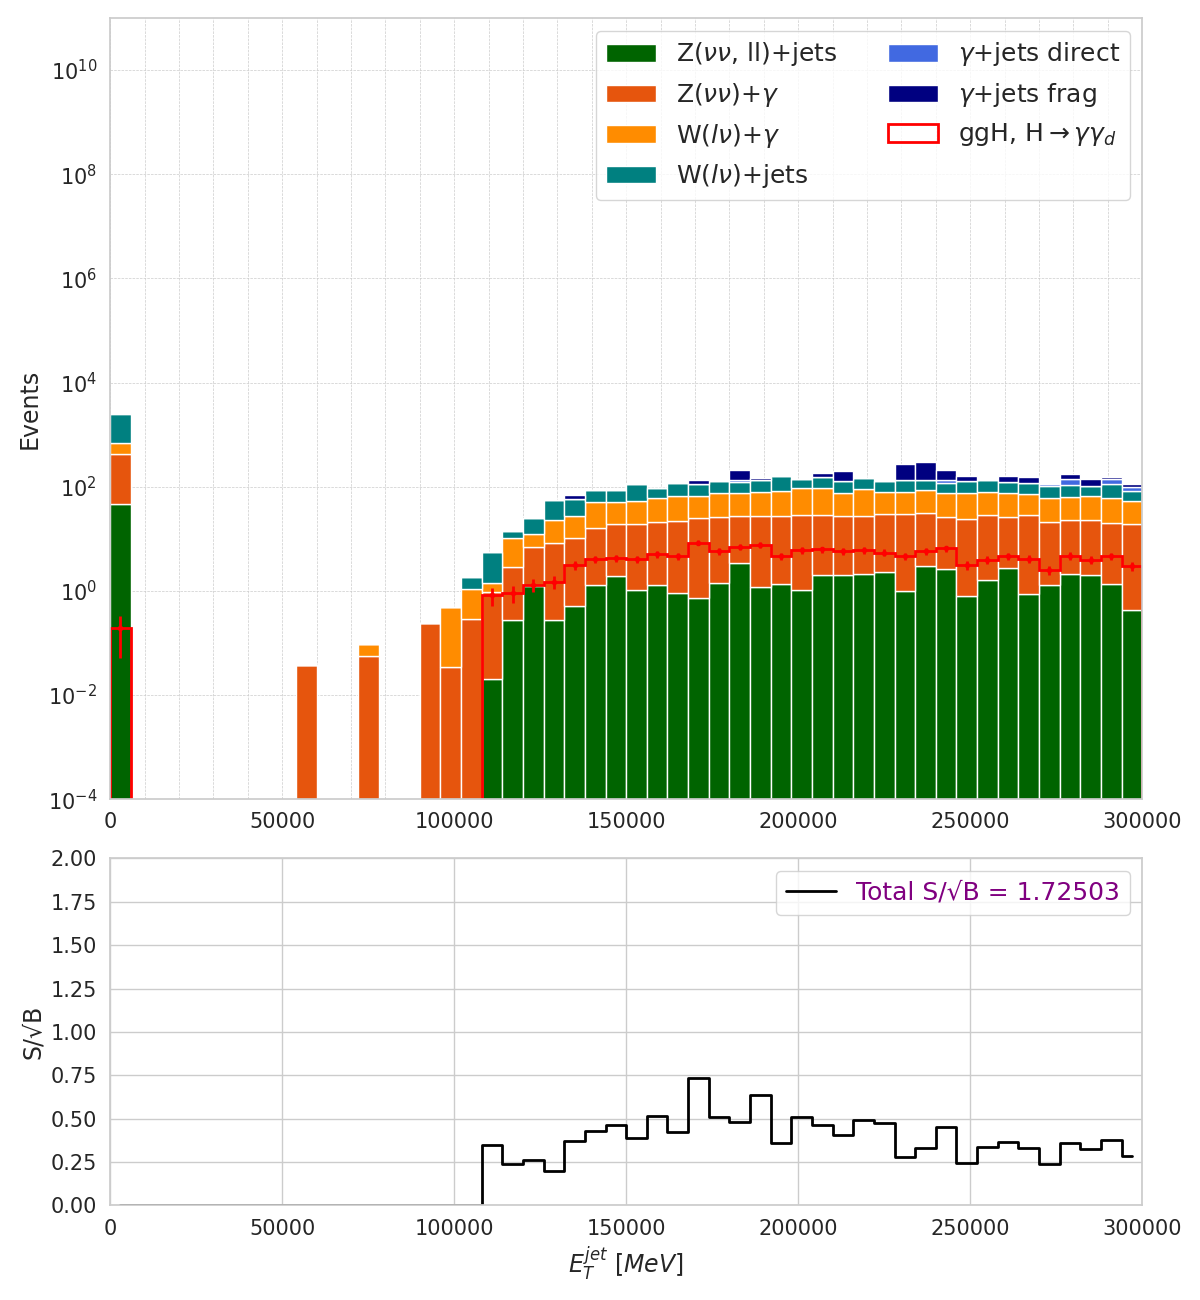 Z(νν, ll)+jets
Z(νν)+γ
W(lν)+γ
W(lν)+jets
γ+jets direct
γ+jets frag
ggH, H→γγ_d
Events
10^10
10^8
10^6
10^4
10^2
10^0
10^−2
10^−4
0 50000 100000 150000 200000 250000 300000
Total S/√B = 1.72503
S/√B
2.00
1.75
1.50
1.25
1.00
0.75
0.50
0.25
0.00
0 50000 100000 150000 200000 250000 300000
E_T^jet [MeV]